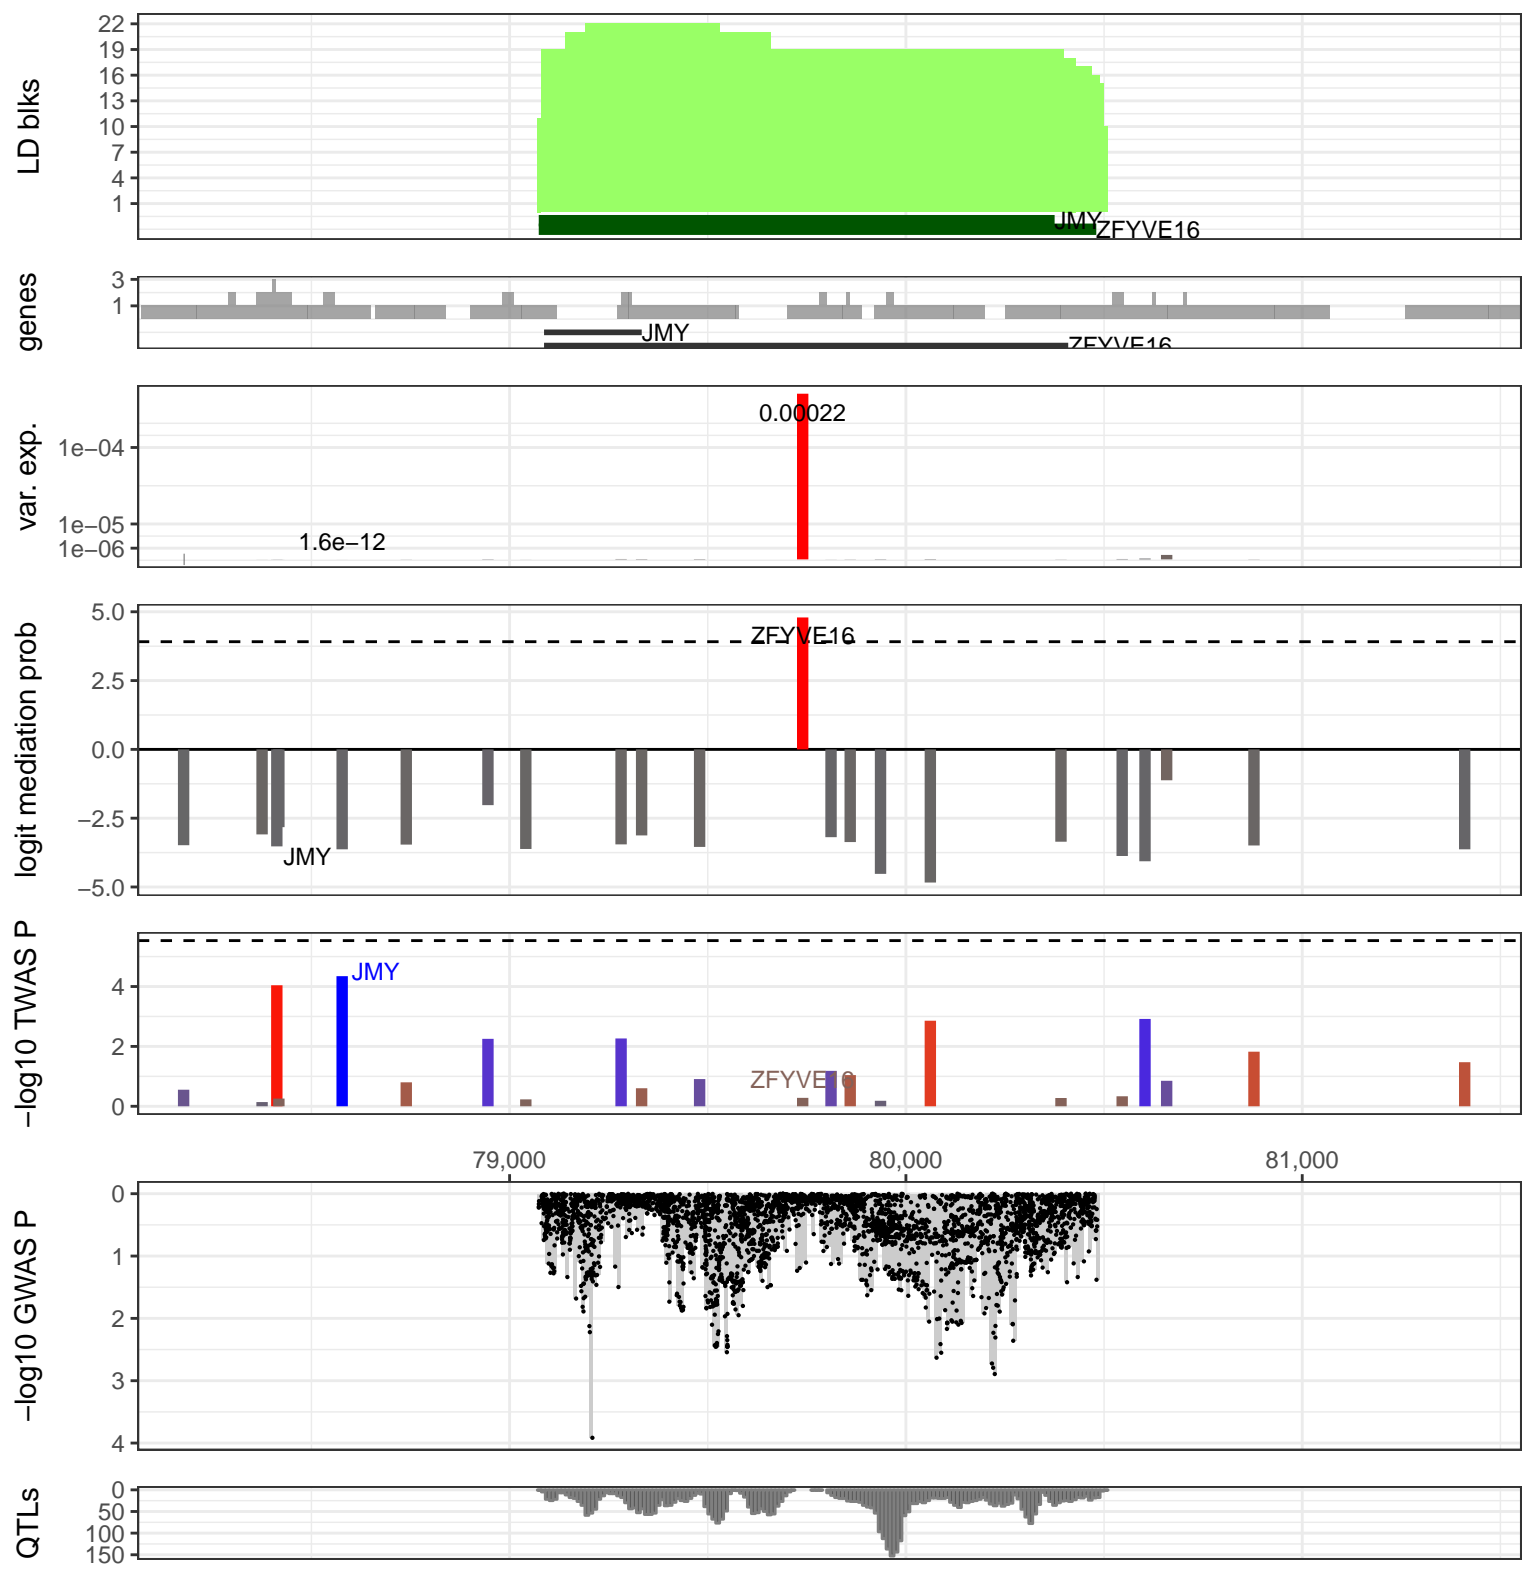 LD blks
22
19
16
13
10
7
4
1
JMY
ZFYVE16
genes
3
1
JMY
ZFYVE16
var. exp.
1e−04
1e−05
1e−06
0.00022
1.6e−12
logit mediation prob
5.0
2.5
0.0
−2.5
−5.0
ZFYVE16
JMY
−log10 TWAS P
4
2
0
JMY
ZFYVE16
79,000 80,000 81,000
−log10 GWAS P
0
1
2
3
4
QTLs
0
50
100
150